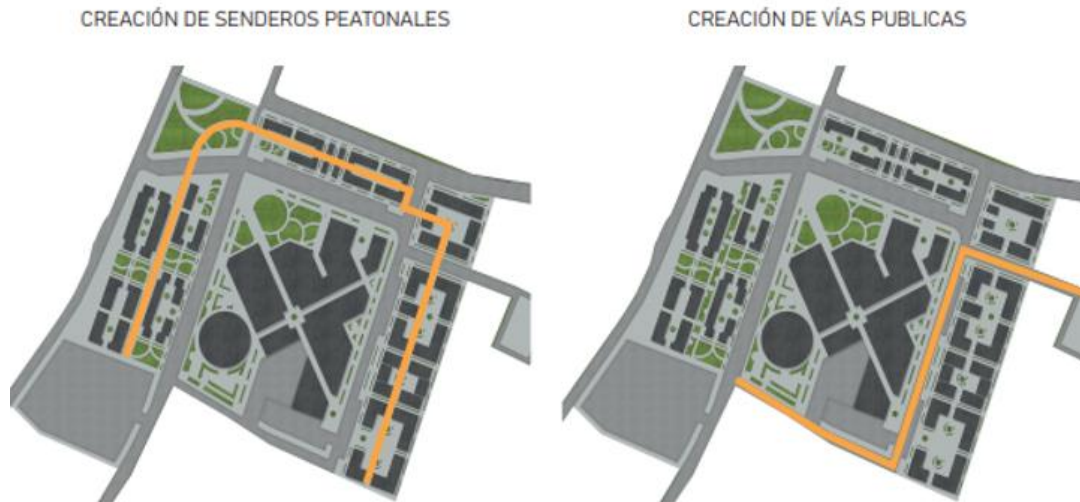 CREACIÓN DE SENDEROS PEATONALES
CREACIÓN DE VÍAS PUBLICAS